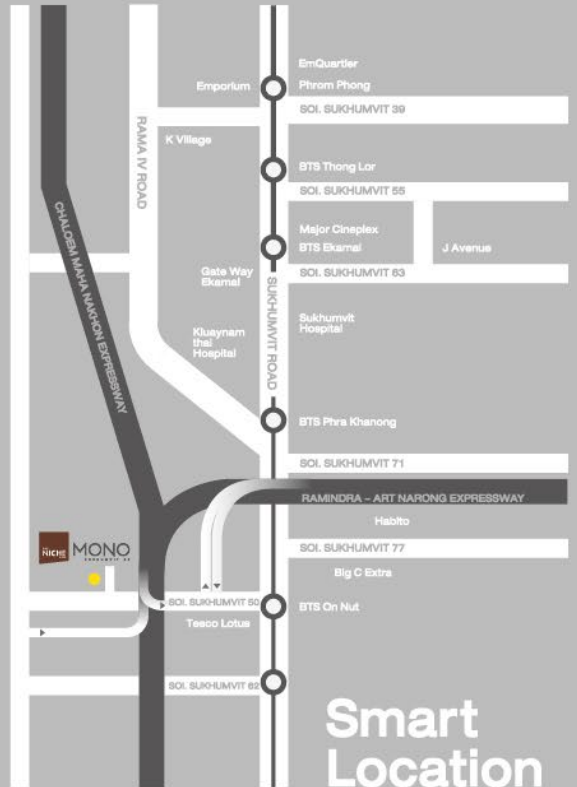 EmQuartier
Emporium
Phrom Phong
SOI. SUKHUMVIT 39
RAMA IV ROAD
K Village
BTS Thong Lor
SOI. SUKHUMVIT 55
CHALOEM MAHA NAKHON EXPRESSWAY
Major Cineplex
BTS Ekamai
J Avenue
Gate Way
Ekamai
SOI. SUKHUMVIT 63
SUKHUMVIT ROAD
Sukhumvit
Hospital
Kluaynam
thai
Hospital
BTS Phra Khanong
SOI. SUKHUMVIT 71
RAMINDRA – ART NARONG EXPRESSWAY
Habito
NICHE
MONO
SOI. SUKHUMVIT 77
Big C Extra
SOI. SUKHUMVIT 50
BTS On Nut
Tesco Lotus
SOI. SUKHUMVIT 62
Smart
Location